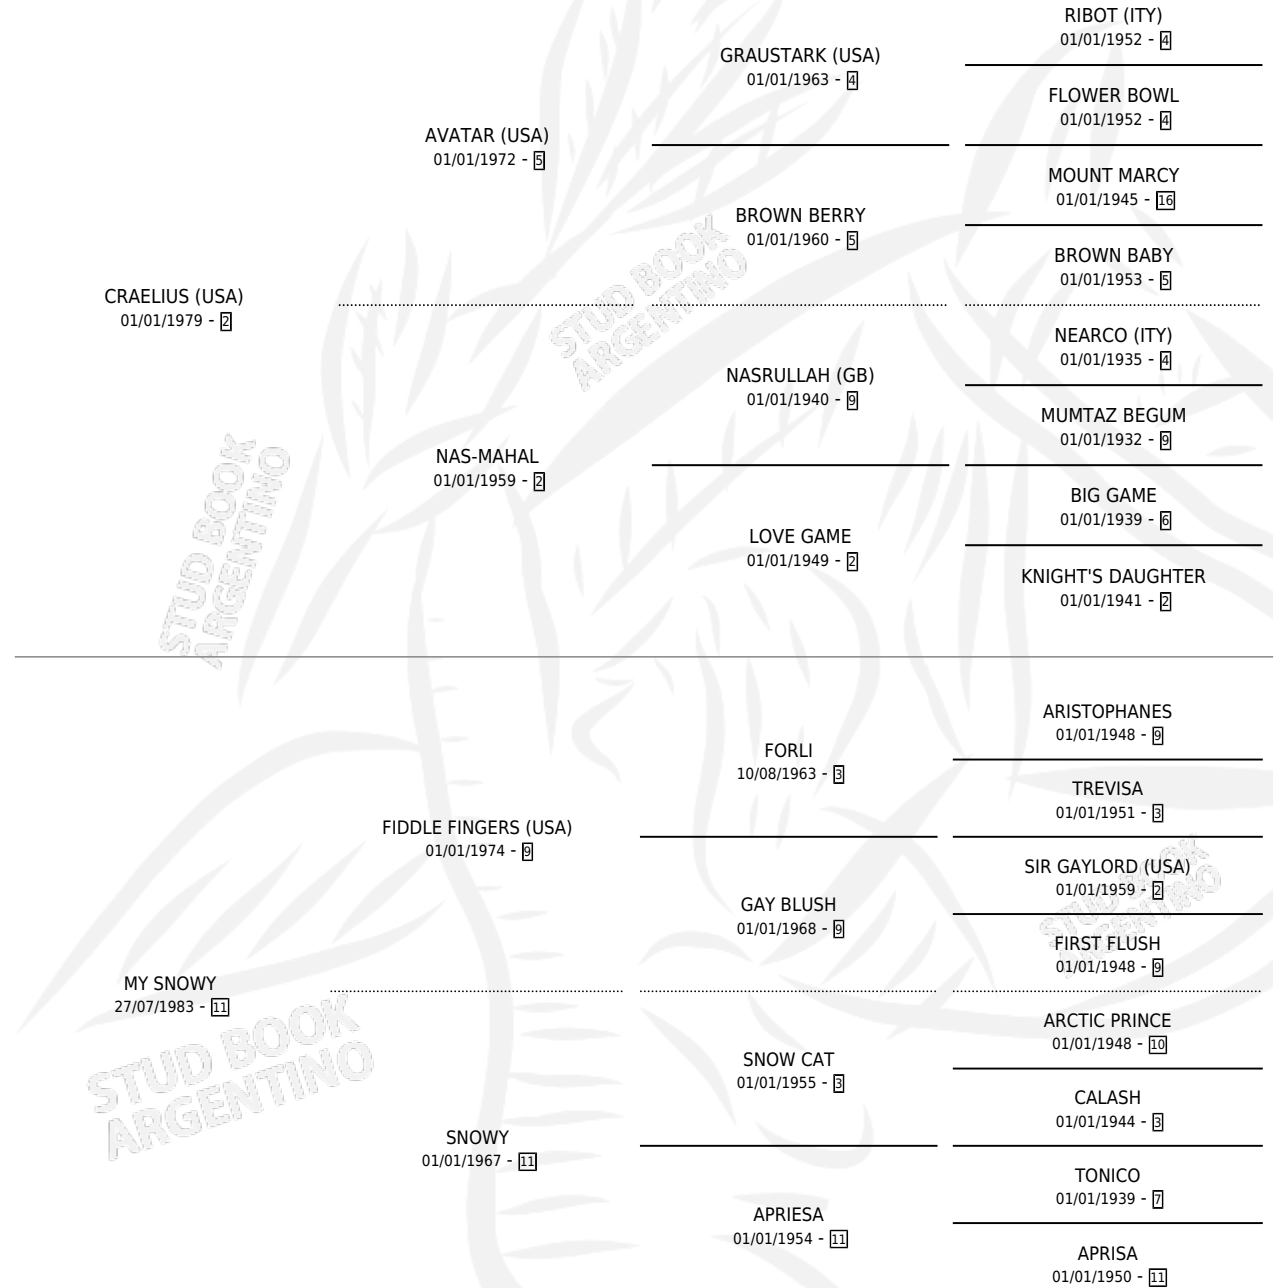 RIBOT (ITY)
01/01/1952 - 4
GRAUSTARK (USA)
01/01/1963 - 4
FLOWER BOWL
01/01/1952 - 4
AVATAR (USA)
01/01/1972 - 5
MOUNT MARCY
01/01/1945 - 16
BROWN BERRY
01/01/1960 - 5
BROWN BABY
01/01/1953 - 5
CRAELIUS (USA)
01/01/1979 - 2
STUD BOOK
ARGENTINO
NEARCO (ITY)
01/01/1935 - 4
NASRULLAH (GB)
01/01/1940 - 9
MUMTAZ BEGUM
01/01/1932 - 9
NAS-MAHAL
01/01/1959 - 2
BIG GAME
01/01/1939 - 6
LOVE GAME
01/01/1949 - 2
KNIGHT'S DAUGHTER
01/01/1941 - 2
STUD BOOK
ARGENTINO
ARISTOPHANES
01/01/1948 - 9
FORLI
10/08/1963 - 3
TREVISA
01/01/1951 - 3
FIDDLE FINGERS (USA)
01/01/1974 - 9
SIR GAYLORD (USA)
01/01/1959 - 2
GAY BLUSH
01/01/1968 - 9
FIRST FLUSH
01/01/1948 - 9
STUD BOOK
ARGENTINO
MY SNOWY
27/07/1983 - 11
ARCTIC PRINCE
01/01/1948 - 10
SNOW CAT
01/01/1955 - 3
CALASH
01/01/1944 - 3
STUD BOOK
ARGENTINO
SNOWY
01/01/1967 - 11
TONICO
01/01/1939 - 7
APRIESA
01/01/1954 - 11
APRISA
01/01/1950 - 11